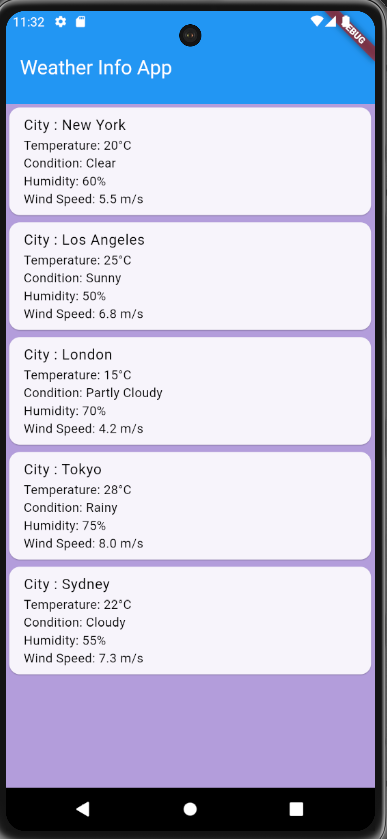 11:32
DEBUG
Weather Info App
City : New York
Temperature: 20°C
Condition: Clear
Humidity: 60%
Wind Speed: 5.5 m/s
City : Los Angeles
Temperature: 25°C
Condition: Sunny
Humidity: 50%
Wind Speed: 6.8 m/s
City : London
Temperature: 15°C
Condition: Partly Cloudy
Humidity: 70%
Wind Speed: 4.2 m/s
City : Tokyo
Temperature: 28°C
Condition: Rainy
Humidity: 75%
Wind Speed: 8.0 m/s
City : Sydney
Temperature: 22°C
Condition: Cloudy
Humidity: 55%
Wind Speed: 7.3 m/s